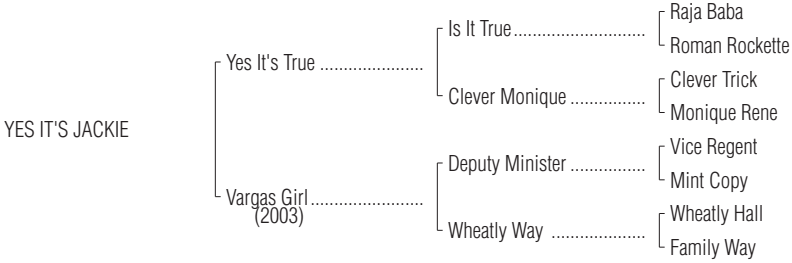 Raja Baba
Is It True............................
Roman Rockette
Yes It's True ......................
Clever Trick
Clever Monique ................
Monique Rene
YES IT'S JACKIE
Vice Regent
Deputy Minister ................
Mint Copy
Vargas Girl........................
(2003)
Wheatly Hall
Wheatly Way ....................
Family Way